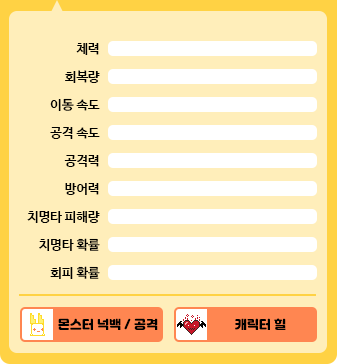 체력
회복량
이동 속도
공격 속도
공격력
방어력
치명타 피해량
치명타 확률
회피 확률
몬스터 넉백 / 공격
캐릭터 힐